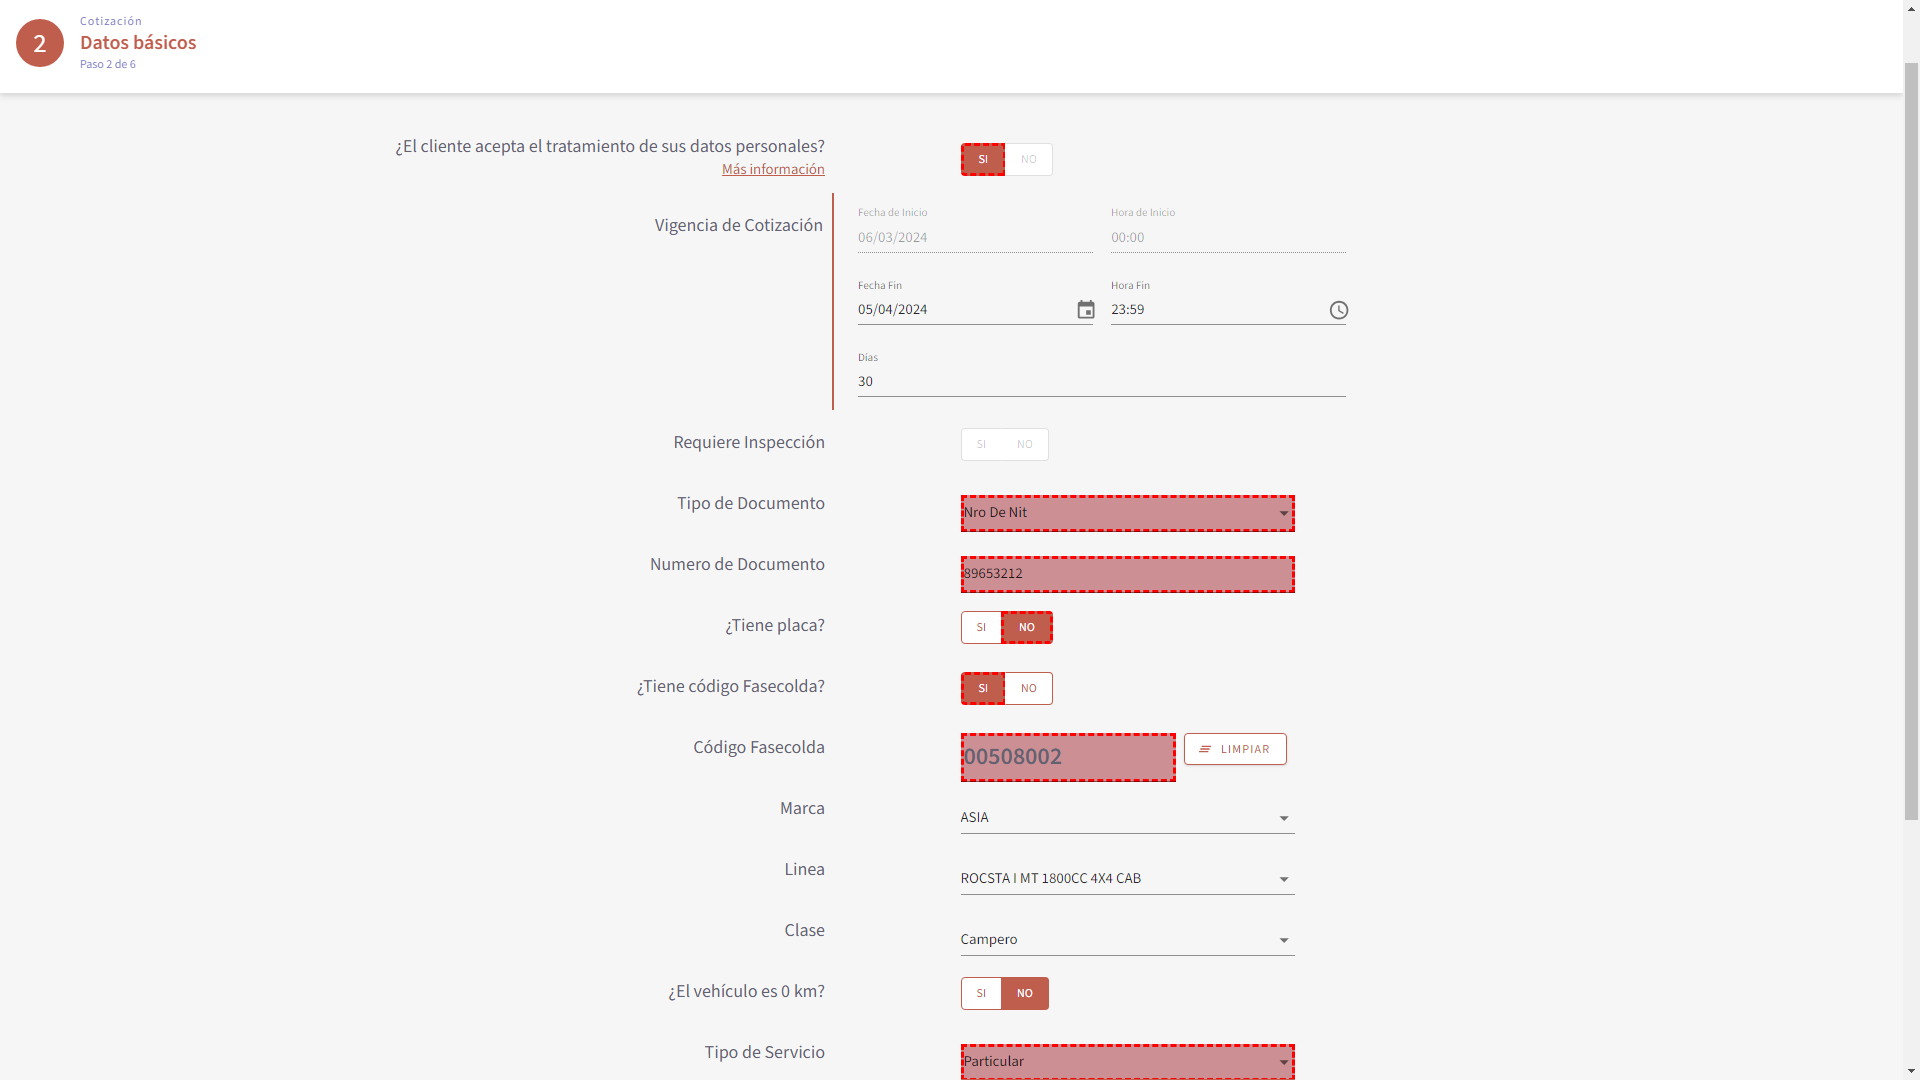 2
Cotización
Datos básicos
Paso 2 de 6
¿El cliente acepta el tratamiento de sus datos personales?
Más información
SI NO
Vigencia de Cotización
Fecha de Inicio
06/03/2024
Hora de Inicio
00:00
Fecha Fin
05/04/2024
Hora Fin
23:59
Días
30
Requiere Inspección
SI NO
Tipo de Documento
Nro De Nit
Numero de Documento
89653212
¿Tiene placa?
SI NO
¿Tiene código Fasecolda?
SI NO
Código Fasecolda
00508002
LIMPIAR
Marca
ASIA
Linea
ROCSTA I MT 1800CC 4X4 CAB
Clase
Campero
¿El vehículo es 0 km?
SI NO
Tipo de Servicio
Particular